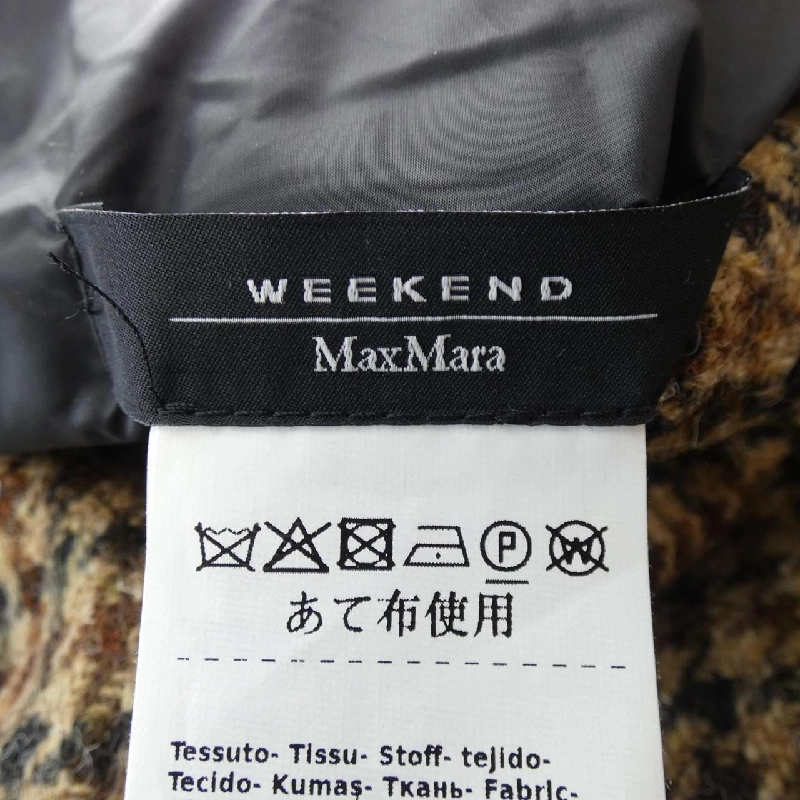 WEEKEND
MaxMara
P W
あて布使用
Tessuto- Tissu- Stoff- tejido-
Tecido- Kumaş- Ткань- Fabric-